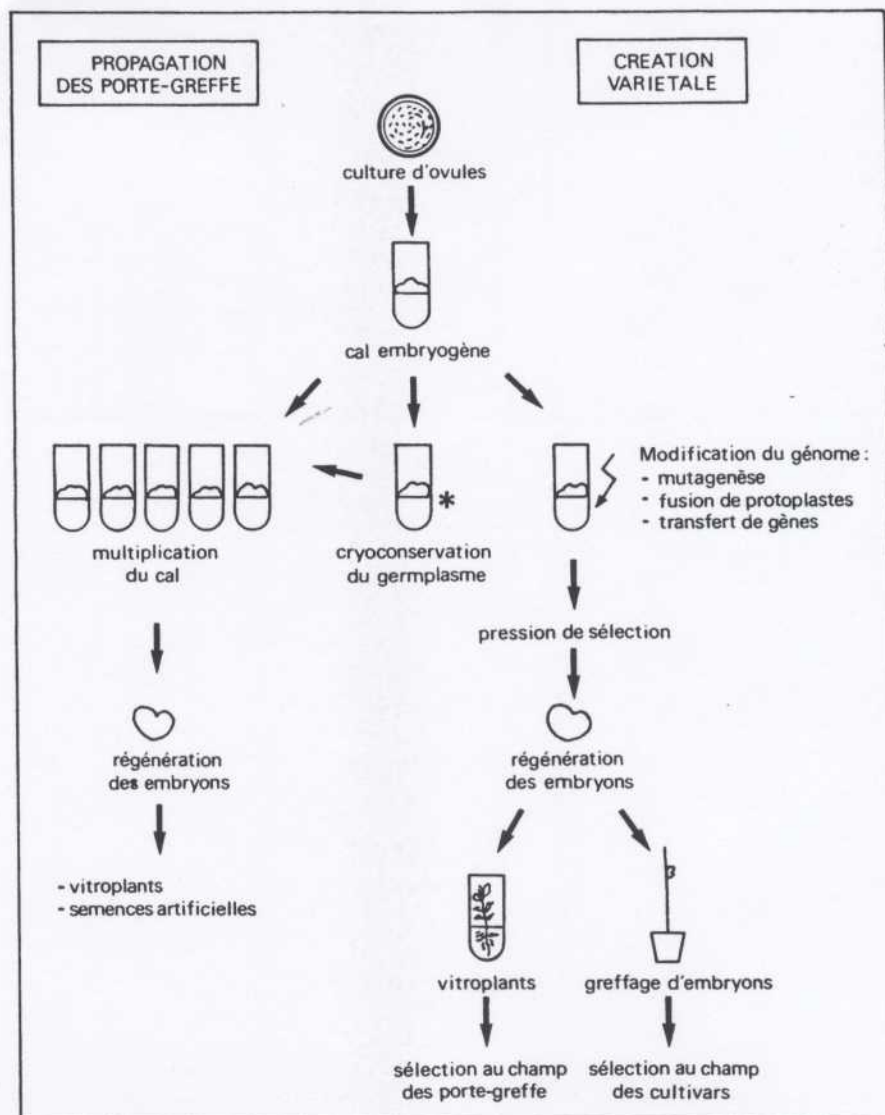 PROPAGATION
DES PORTE-GREFFE
CREATION
VARIETALE
culture d'ovules
cal embryogène
Modification du génome :
- mutagenèse
- fusion de protoplastes
- transfert de gènes
multiplication
du cal
*
cryoconservation
du germplasme
pression de sélection
régénération
des embryons
régénération
des embryons
- vitroplants
- semences artificielles
vitroplants
greffage d'embryons
sélection au champ
des porte-greffe
sélection au champ
des cultivars